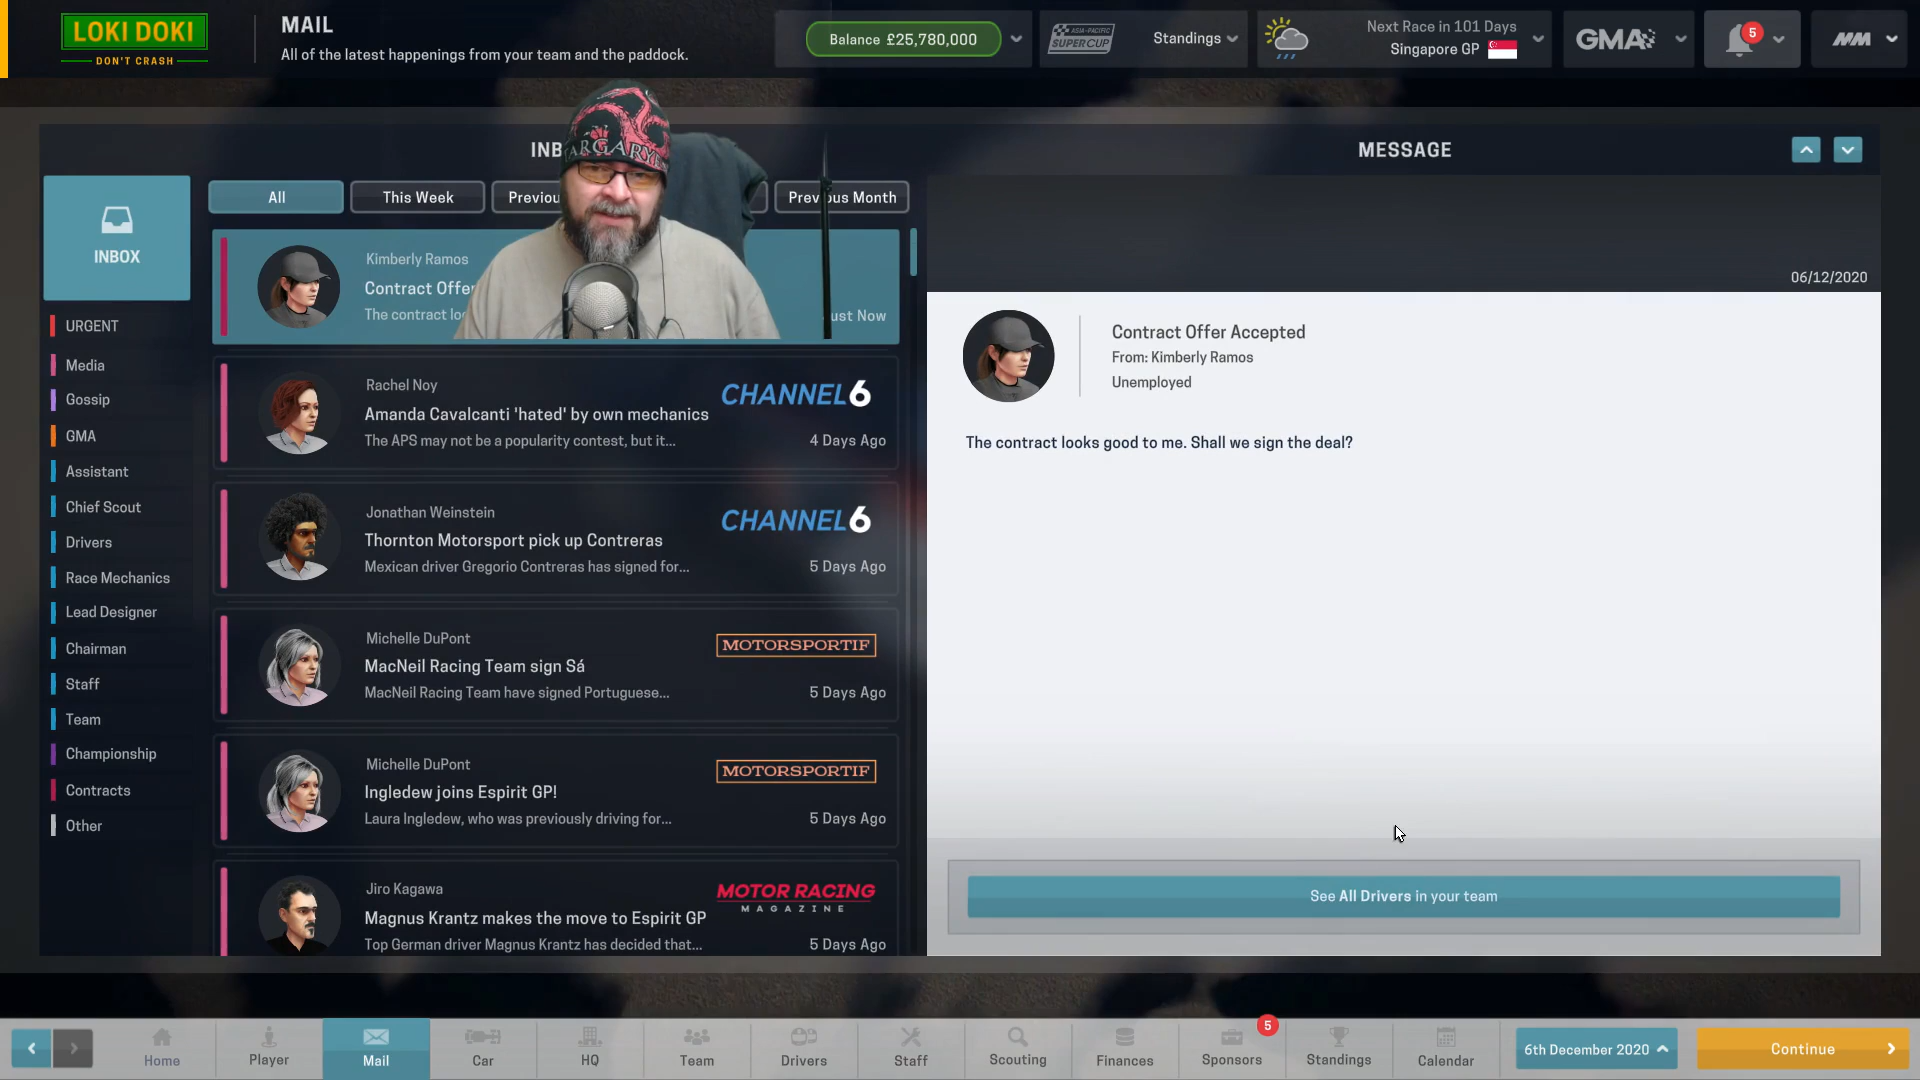 LOKI DOKI
DON'T CRASH
MAIL
All of the latest happenings from your team and the paddock.
Balance £25,780,000
ASIA-PACIFIC
SUPERCUP
Standings
Next Race in 101 Days
Singapore GP
GMA
5
MM
INBOX
URGENT
Media
Gossip
GMA
Assistant
Chief Scout
Drivers
Race Mechanics
Lead Designer
Chairman
Staff
Team
Championship
Contracts
Other
INB
All
This Week
Previou
Previous Month
ARGARY
Kimberly Ramos
Contract Offe
The contract lo
ust Now
Rachel Noy
CHANNEL 6
Amanda Cavalcanti 'hated' by own mechanics
The APS may not be a popularity contest, but it...
4 Days Ago
Jonathan Weinstein
CHANNEL 6
Thornton Motorsport pick up Contreras
Mexican driver Gregorio Contreras has signed for...
5 Days Ago
Michelle DuPont
MOTORSPORTIF
MacNeil Racing Team sign Sá
MacNeil Racing Team have signed Portuguese...
5 Days Ago
Michelle DuPont
MOTORSPORTIF
Ingledew joins Espirit GP!
Laura Ingledew, who was previously driving for...
5 Days Ago
Jiro Kagawa
MOTOR RACING
MAGAZINE
Magnus Krantz makes the move to Espirit GP
Top German driver Magnus Krantz has decided that...
5 Days Ago
MESSAGE
06/12/2020
Contract Offer Accepted
From: Kimberly Ramos
Unemployed
The contract looks good to me. Shall we sign the deal?
See All Drivers in your team
Home
Player
Mail
Car
HQ
Team
Drivers
Staff
Scouting
Finances
5
Sponsors
Standings
Calendar
6th December 2020
Continue